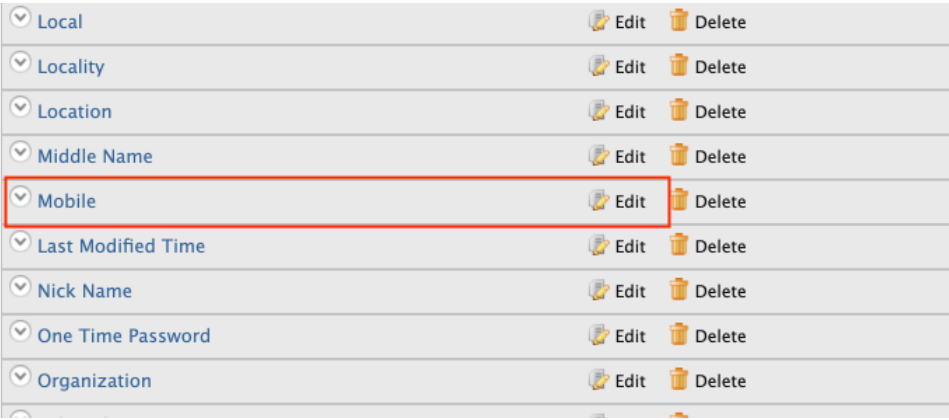 Local Edit Delete
Locality Edit Delete
Location Edit Delete
Middle Name Edit Delete
Mobile Edit Delete
Last Modified Time Edit Delete
Nick Name Edit Delete
One Time Password Edit Delete
Organization Edit Delete